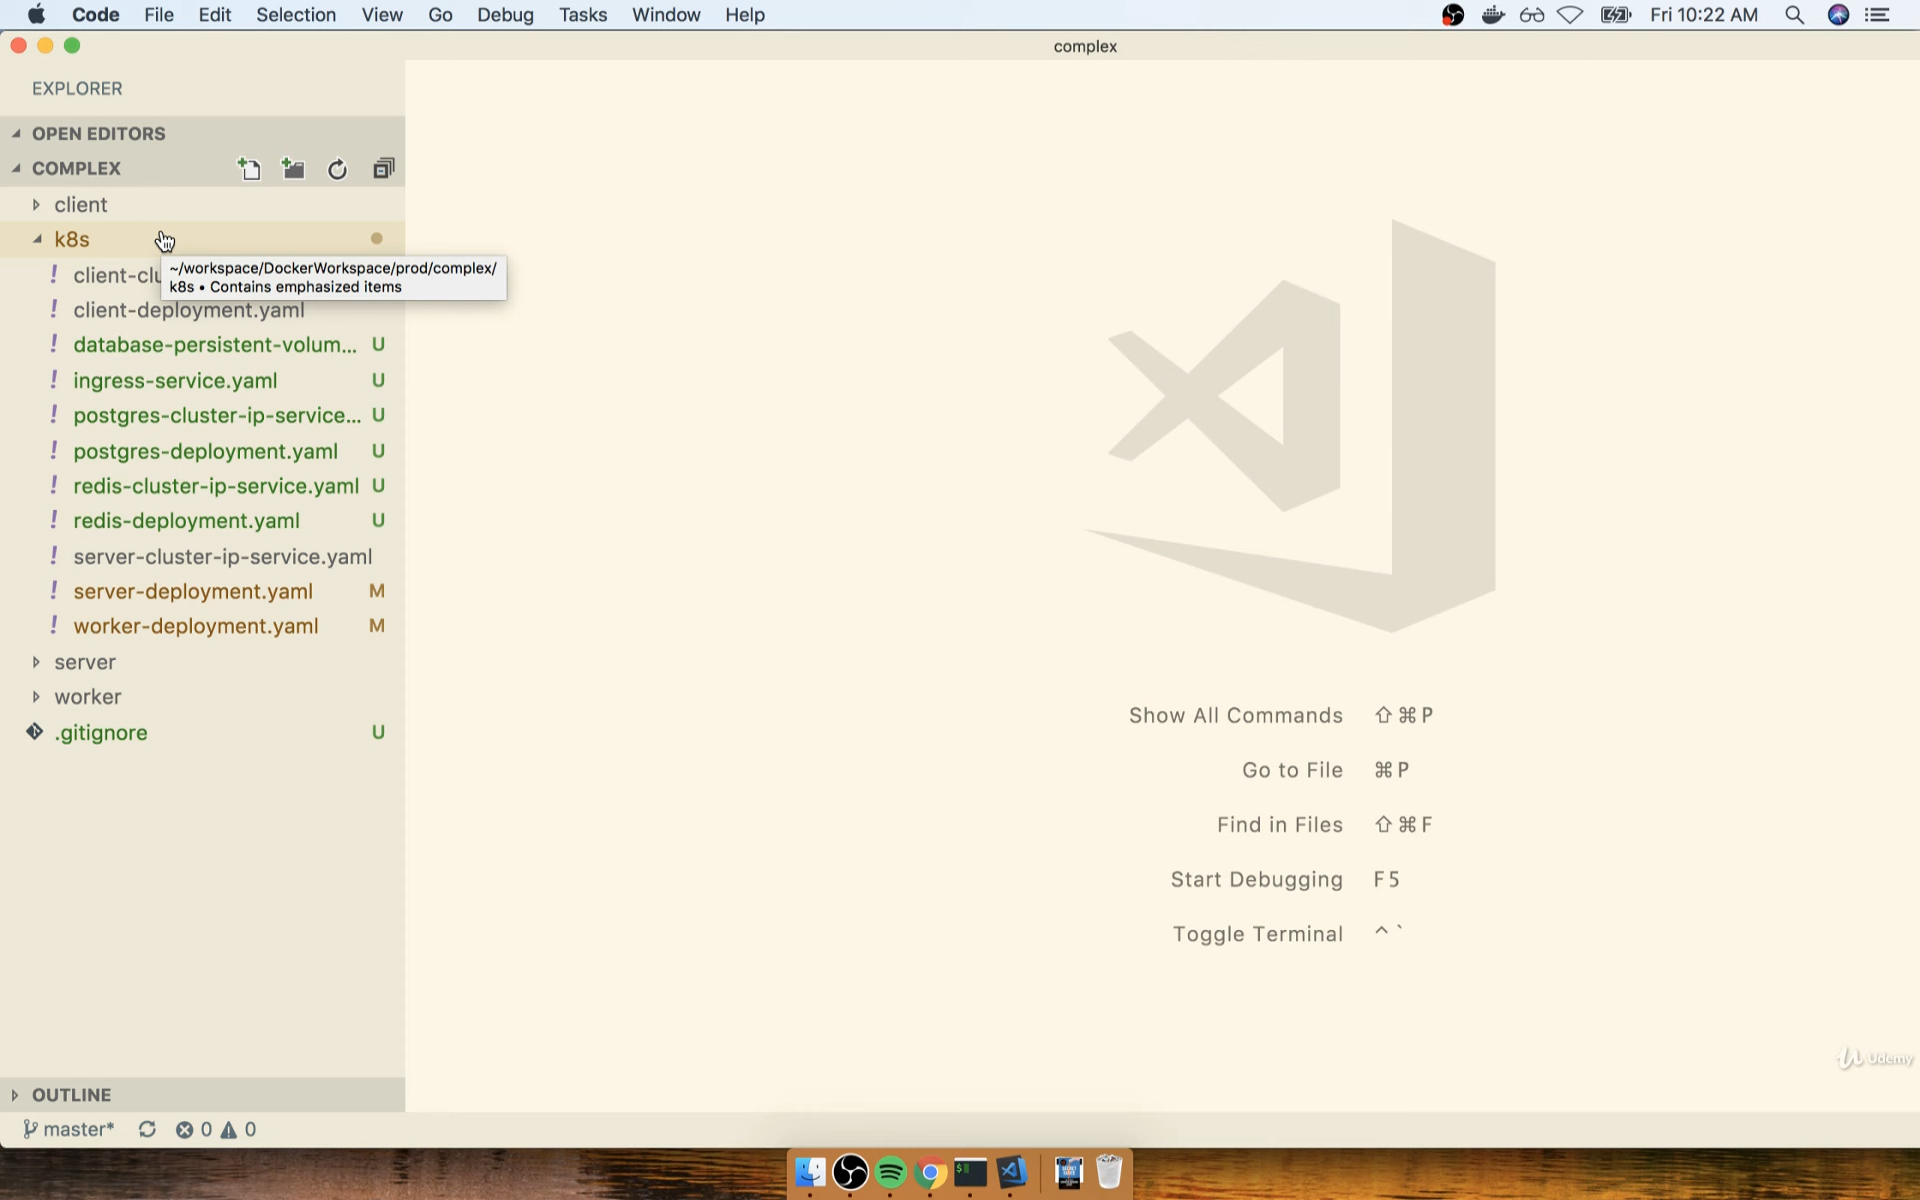 Code File Edit Selection View Go Debug Tasks Window Help Fri 10:22 AM
complex
EXPLORER
OPEN EDITORS
COMPLEX
client
k8s
~/workspace/DockerWorkspace/prod/complex/
k8s • Contains emphasized items
client-clu
client-deployment.yaml
database-persistent-volum... U
ingress-service.yaml U
postgres-cluster-ip-service... U
postgres-deployment.yaml U
redis-cluster-ip-service.yaml U
redis-deployment.yaml U
server-cluster-ip-service.yaml
server-deployment.yaml M
worker-deployment.yaml M
server
worker
.gitignore U
Show All Commands ⇧⌘P
Go to File ⌘P
Find in Files ⇧⌘F
Start Debugging F5
Toggle Terminal ^`
Udemy
OUTLINE
master* 0 0